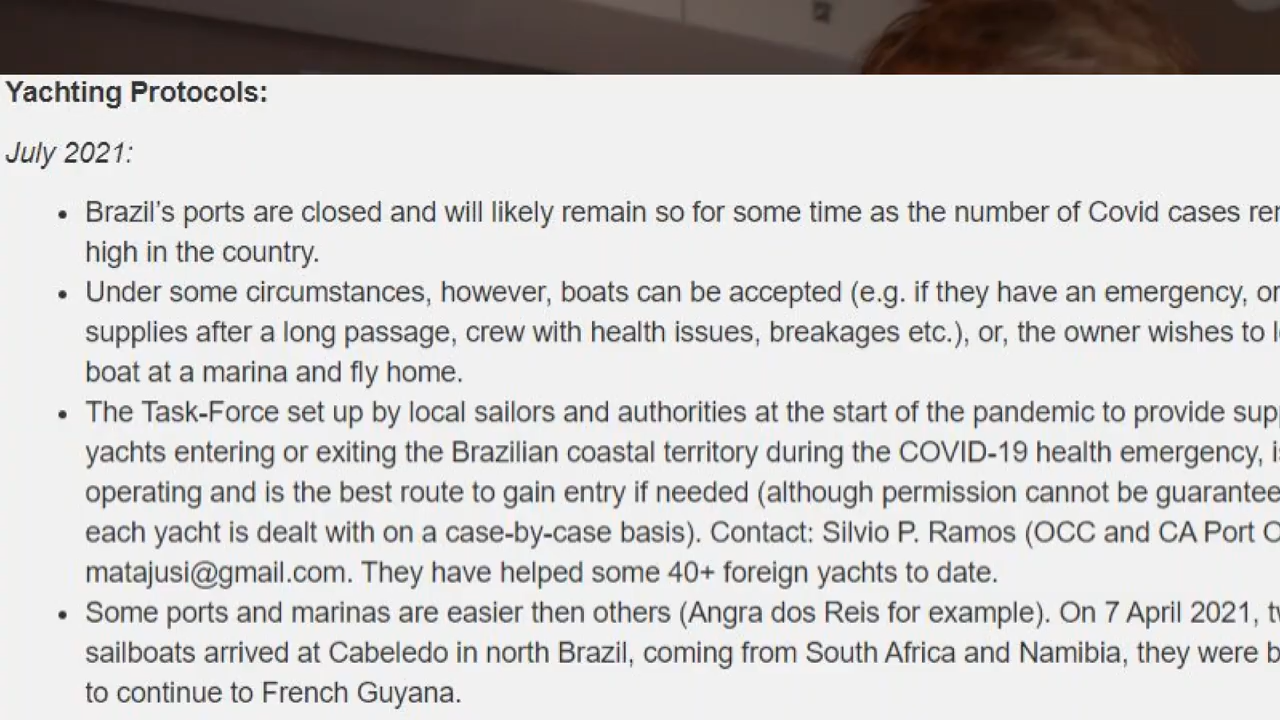 Yachting Protocols:
July 2021:
• Brazil's ports are closed and will likely remain so for some time as the number of Covid cases
high in the country.
• Under some circumstances, however, boats can be accepted (e.g. if they have an emergency, or
supplies after a long passage, crew with health issues, breakages etc.), or, the owner wishes to
boat at a marina and fly home.
• The Task-Force set up by local sailors and authorities at the start of the pandemic to provide
yachts entering or exiting the Brazilian coastal territory during the COVID-19 health emergency,
operating and is the best route to gain entry if needed (although permission cannot be
each yacht is dealt with on a case-by-case basis). Contact: Silvio P. Ramos (OCC and CA Port
matajusi@gmail.com. They have helped some 40+ foreign yachts to date.
• Some ports and marinas are easier then others (Angra dos Reis for example). On 7 April 2021,
sailboats arrived at Cabeledo in north Brazil, coming from South Africa and Namibia, they were
to continue to French Guyana.